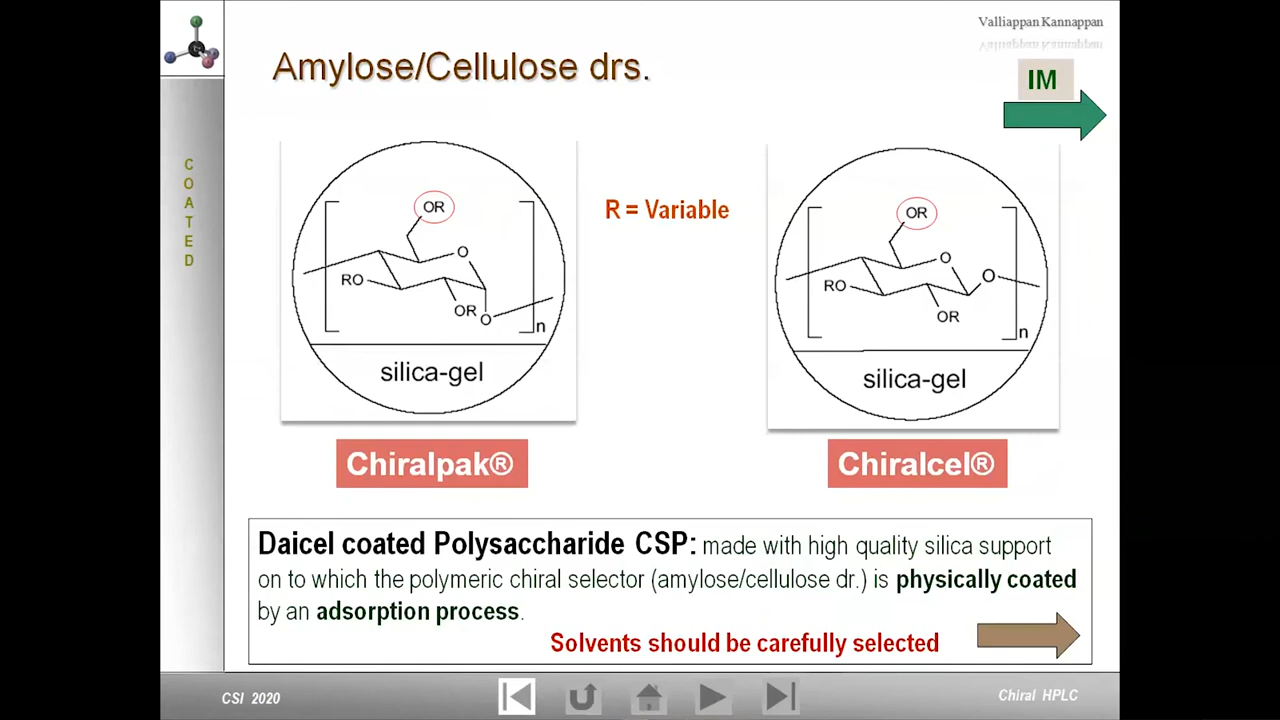 Valliappan Kannappan
Amylose/Cellulose drs.
IM
COATED
R = Variable
OR
O
RO
OR
O
n
silica-gel
OR
O
O
RO
OR
n
silica-gel
Chiralpak®
Chiralcel®
Daicel coated Polysaccharide CSP: made with high quality silica support
on to which the polymeric chiral selector (amylose/cellulose dr.) is physically coated
by an adsorption process.
Solvents should be carefully selected
CSI 2020
Chiral HPLC